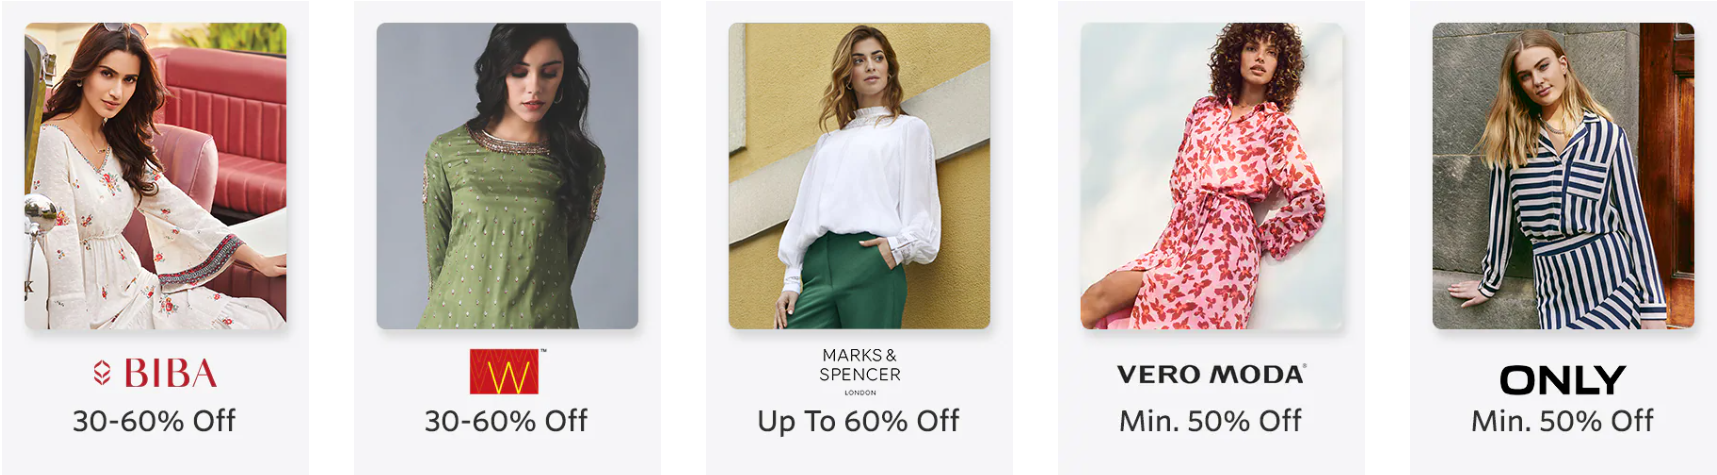 BIBA
30-60% Off
W™
30-60% Off
MARKS &
SPENCER
LONDON
Up To 60% Off
VERO MODA®
Min. 50% Off
ONLY
Min. 50% Off